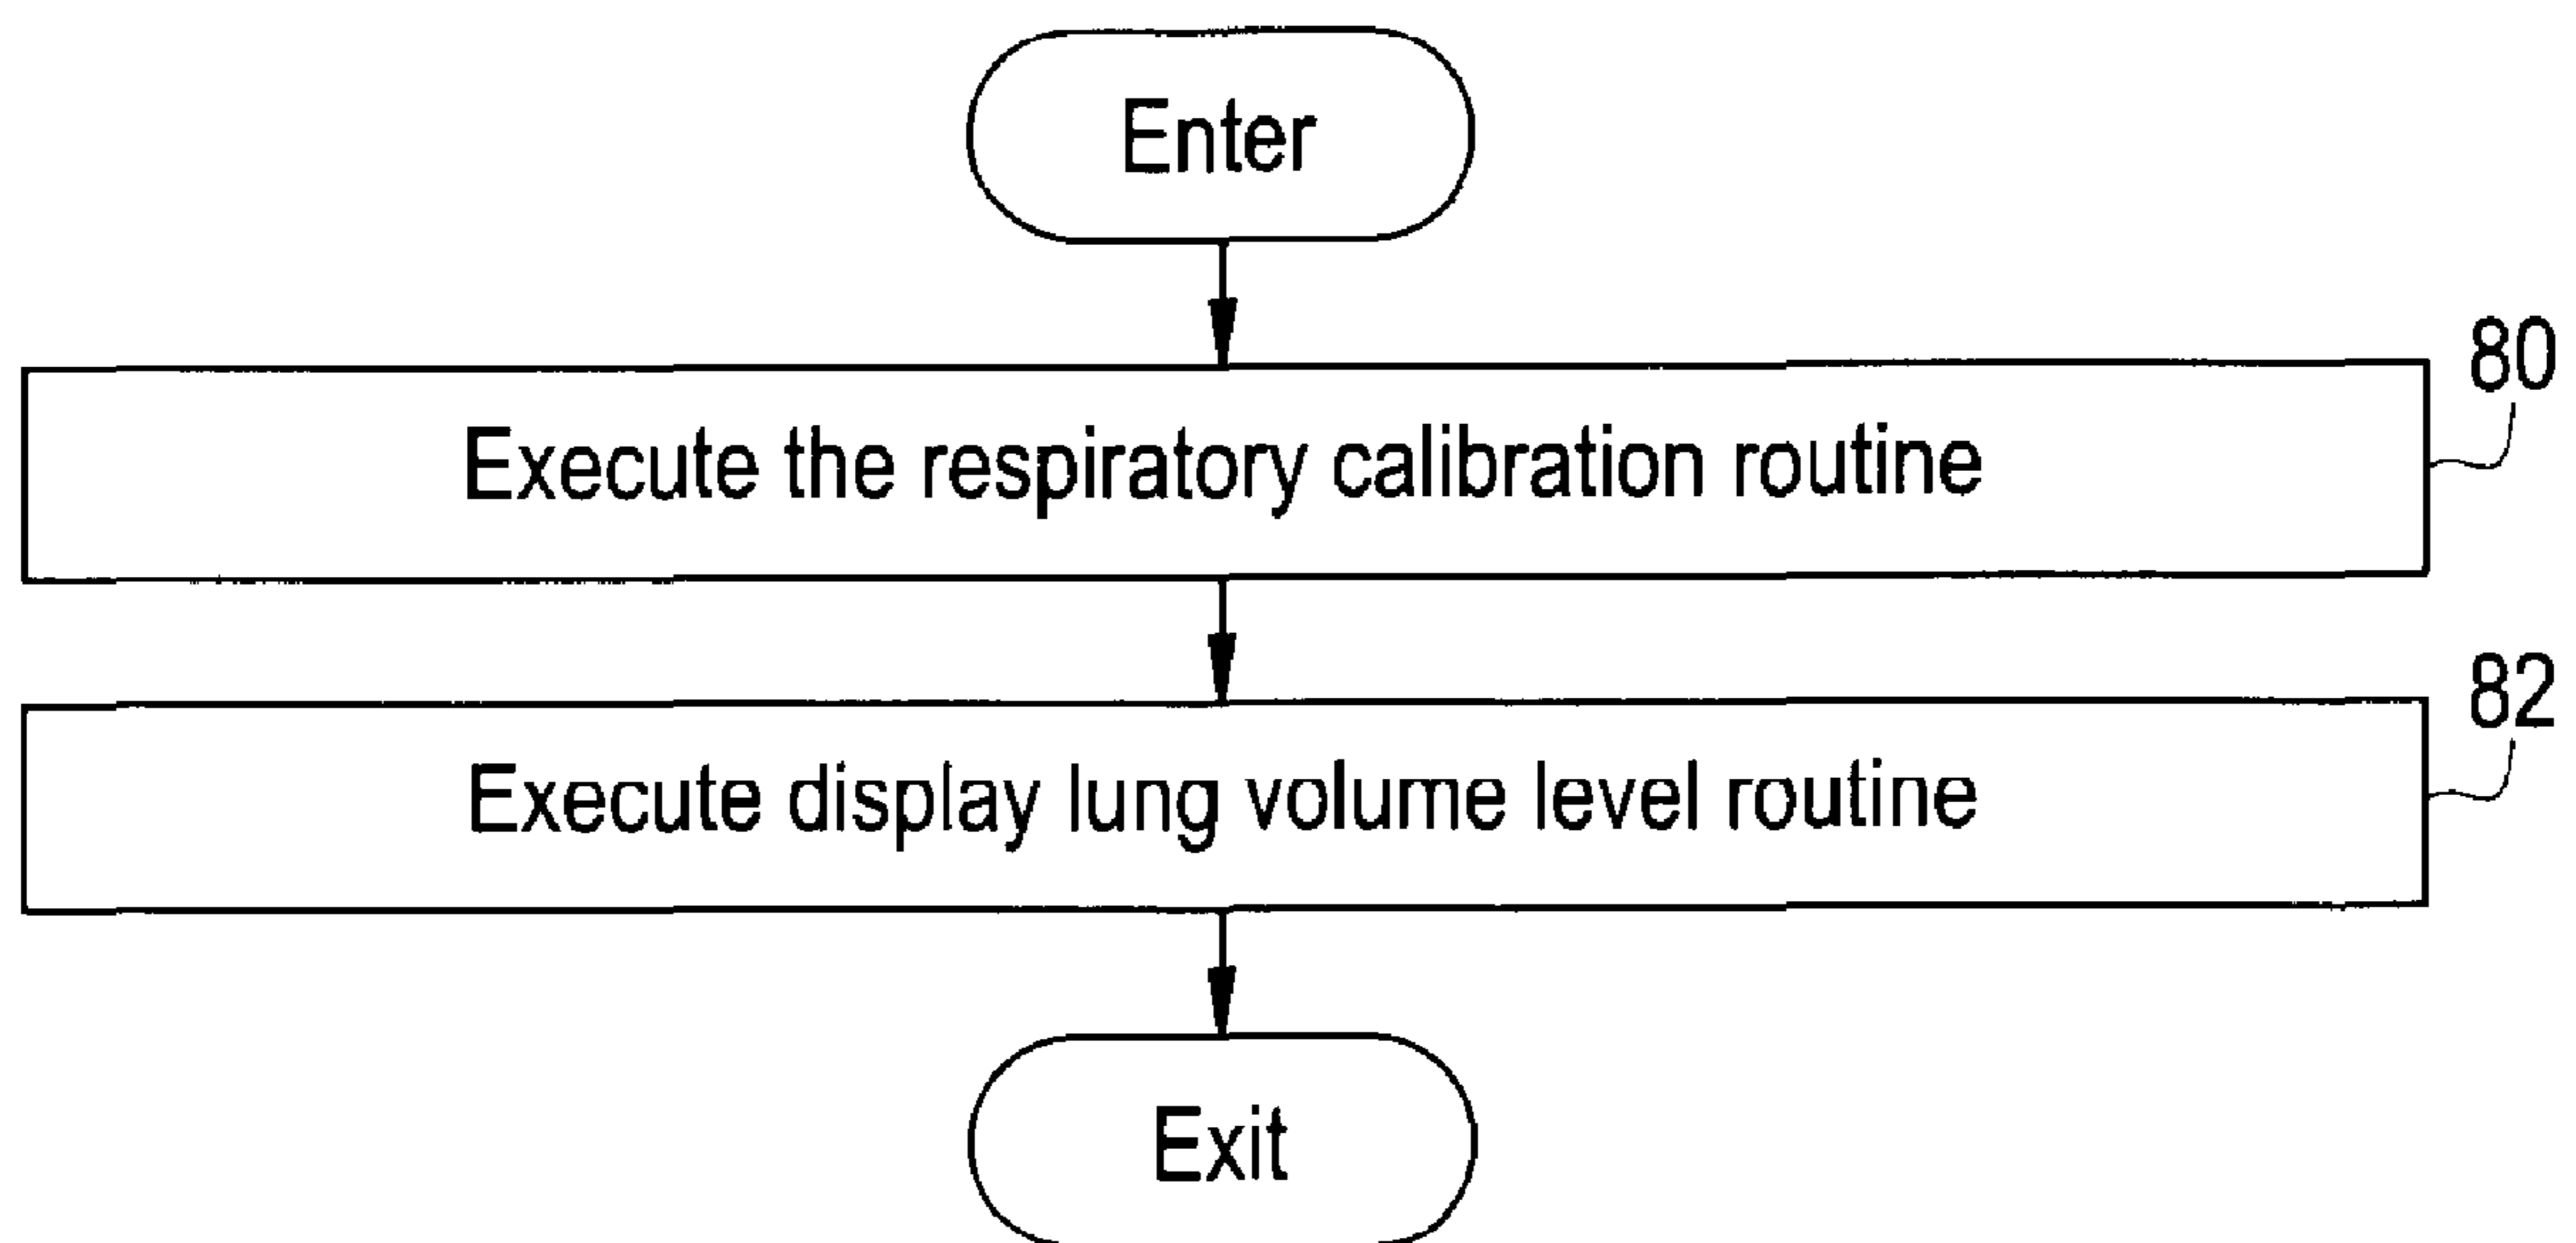 Enter
80
Execute the respiratory calibration routine
82
Execute display lung volume level routine
Exit